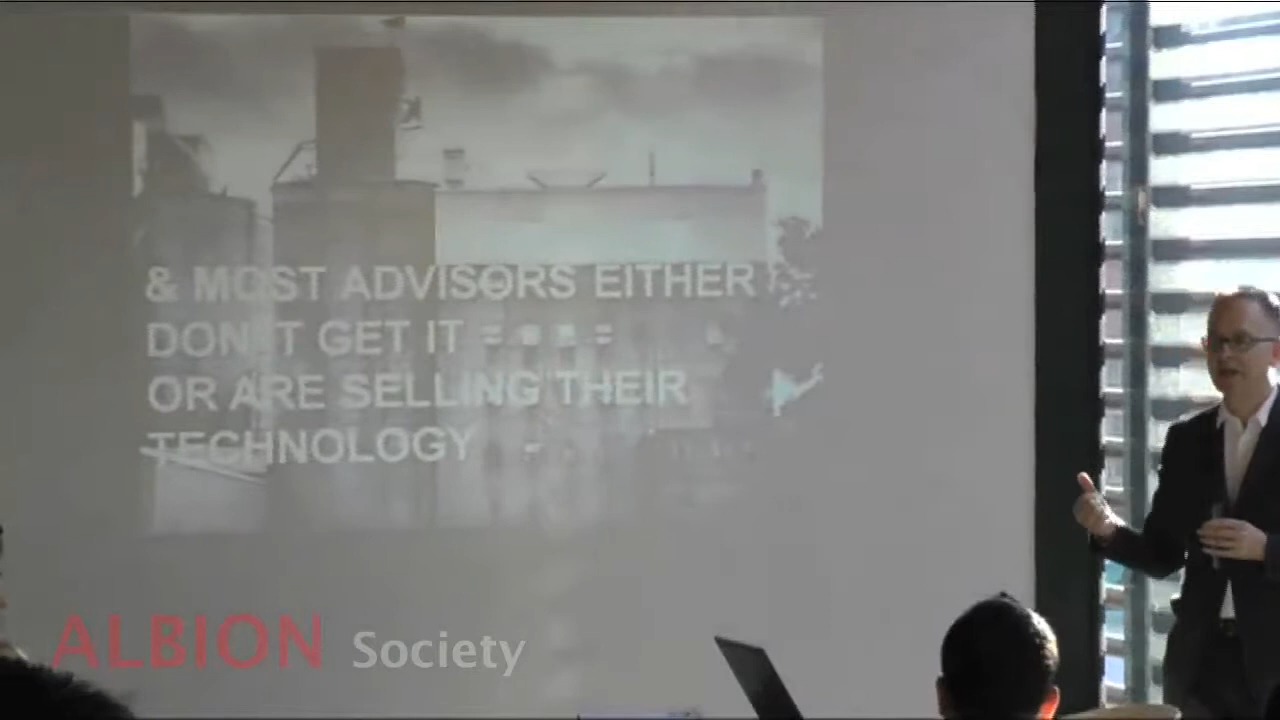 & MOST ADVISORS EITHER
DON'T GET IT
OR ARE SELLING THEIR
TECHNOLOGY
ALBION Society